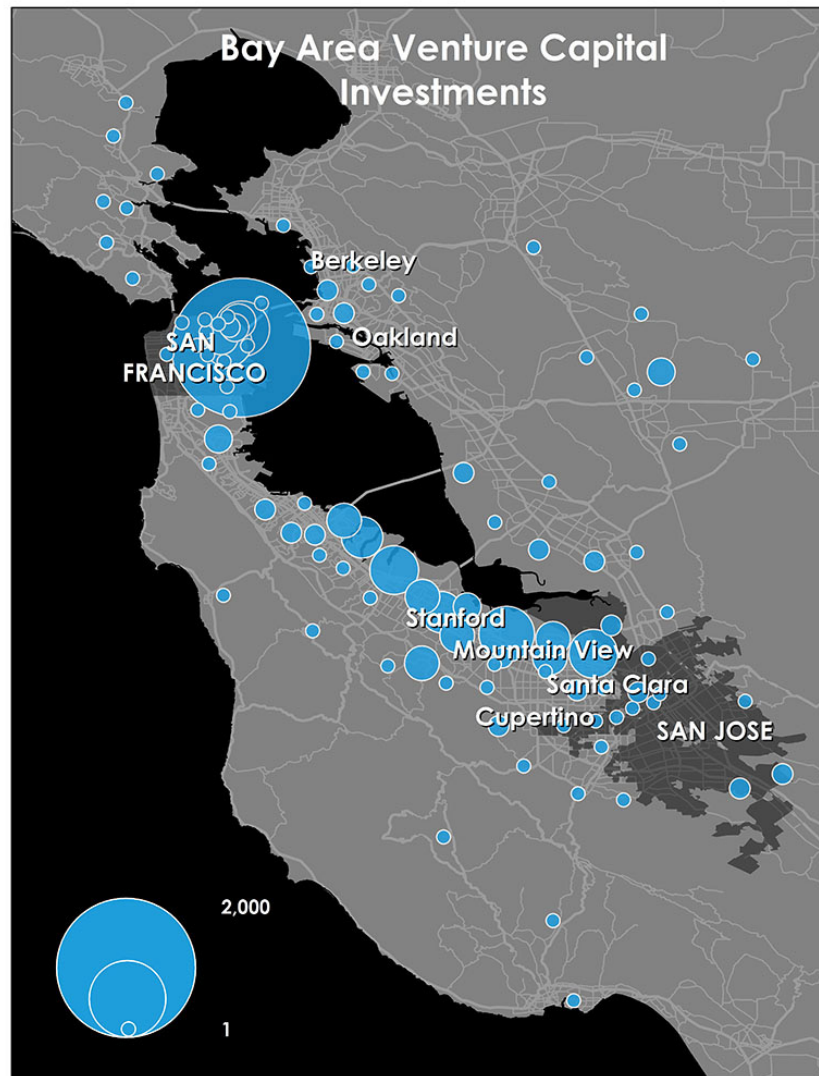 Bay Area Venture Capital
Investments
Berkeley
Oakland
SAN
FRANCISCO
Stanford
Mountain View
Santa Clara
Cupertino
SAN JOSE
2,000
1